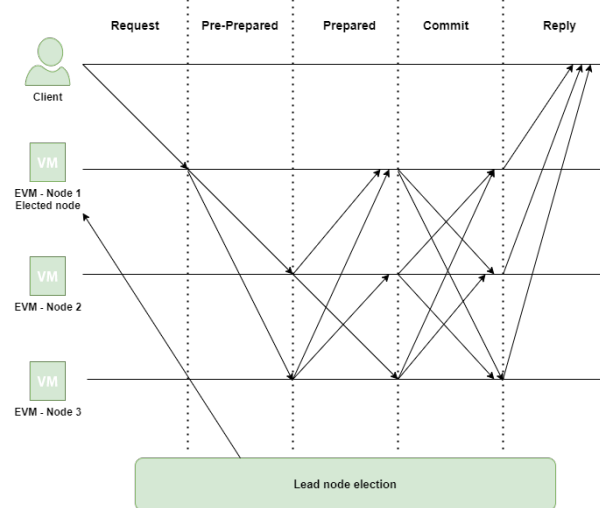 Request
Pre-Prepared
Prepared
Commit
Reply
Client
VM
EVM - Node 1
Elected node
VM
EVM - Node 2
VM
EVM - Node 3
Lead node election